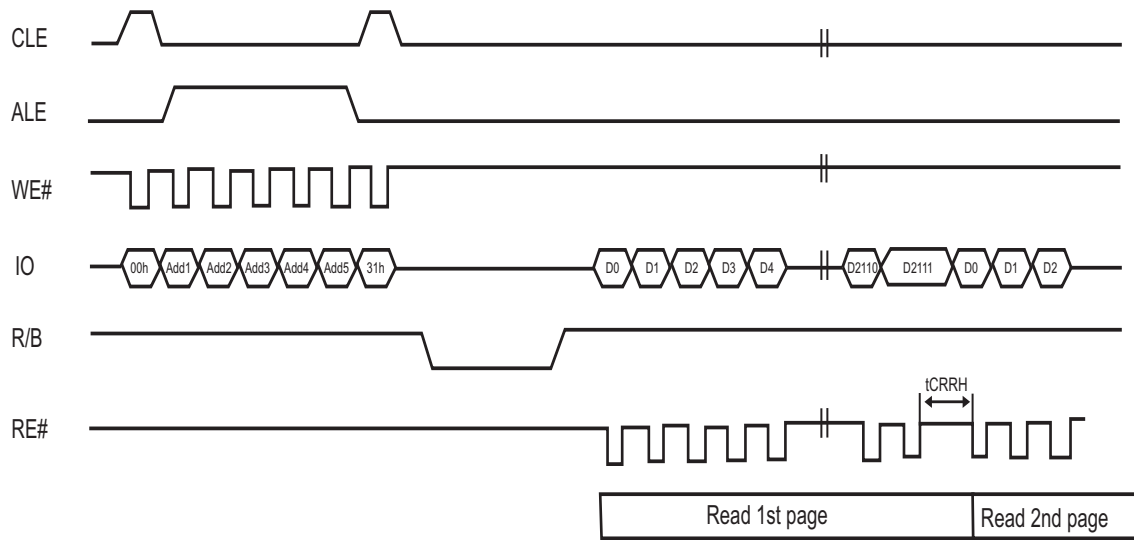 CLE
ALE
WE#
IO 00h Add1 Add2 Add3 Add4 Add5 31h D0 D1 D2 D3 D4 D2110 D2111 D0 D1 D2
R/B
tCRRH
RE#
Read 1st page Read 2nd page